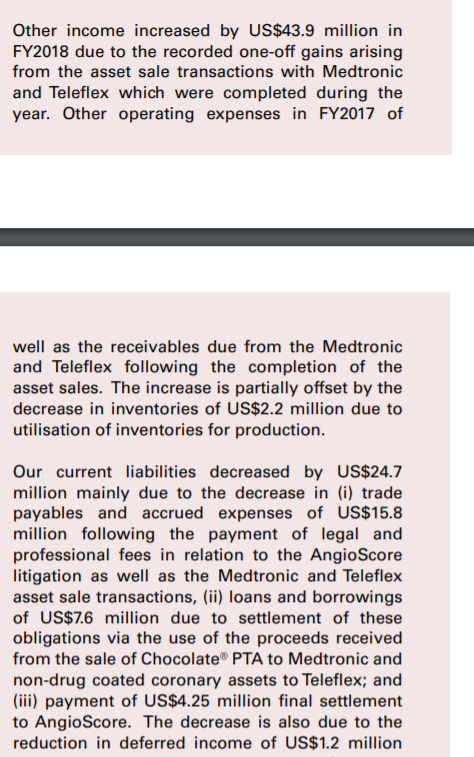 Other income increased by US$43.9 million in
FY2018 due to the recorded one-off gains arising
from the asset sale transactions with Medtronic
and Teleflex which were completed during the
year. Other operating expenses in FY2017 of
well as the receivables due from the Medtronic
and Teleflex following the completion of the
asset sales. The increase is partially offset by the
decrease in inventories of US$2.2 million due to
utilisation of inventories for production.
Our current liabilities decreased by US$24.7
million mainly due to the decrease in (i) trade
payables and accrued expenses of US$15.8
million following the payment of legal and
professional fees in relation to the AngioScore
litigation as well as the Medtronic and Teleflex
asset sale transactions, (ii) loans and borrowings
of US$7.6 million due to settlement of these
obligations via the use of the proceeds received
from the sale of Chocolate® PTA to Medtronic and
non-drug coated coronary assets to Teleflex; and
(iii) payment of US$4.25 million final settlement
to AngioScore. The decrease is also due to the
reduction in deferred income of US$1.2 million